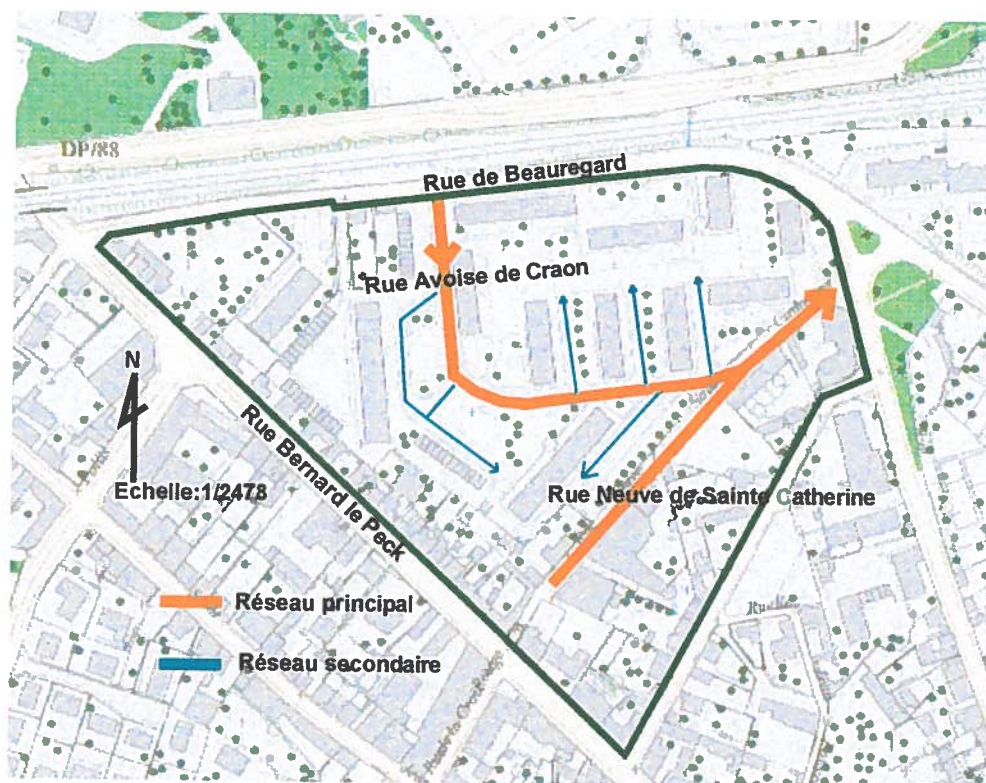 DP/88
Rue de Beauregard
Rue Avoise de Craon
N
Echelle:1/2478
Rue Bernard le Peck
Rue Neuve de Sainte Catherine
Réseau principal
Réseau secondaire